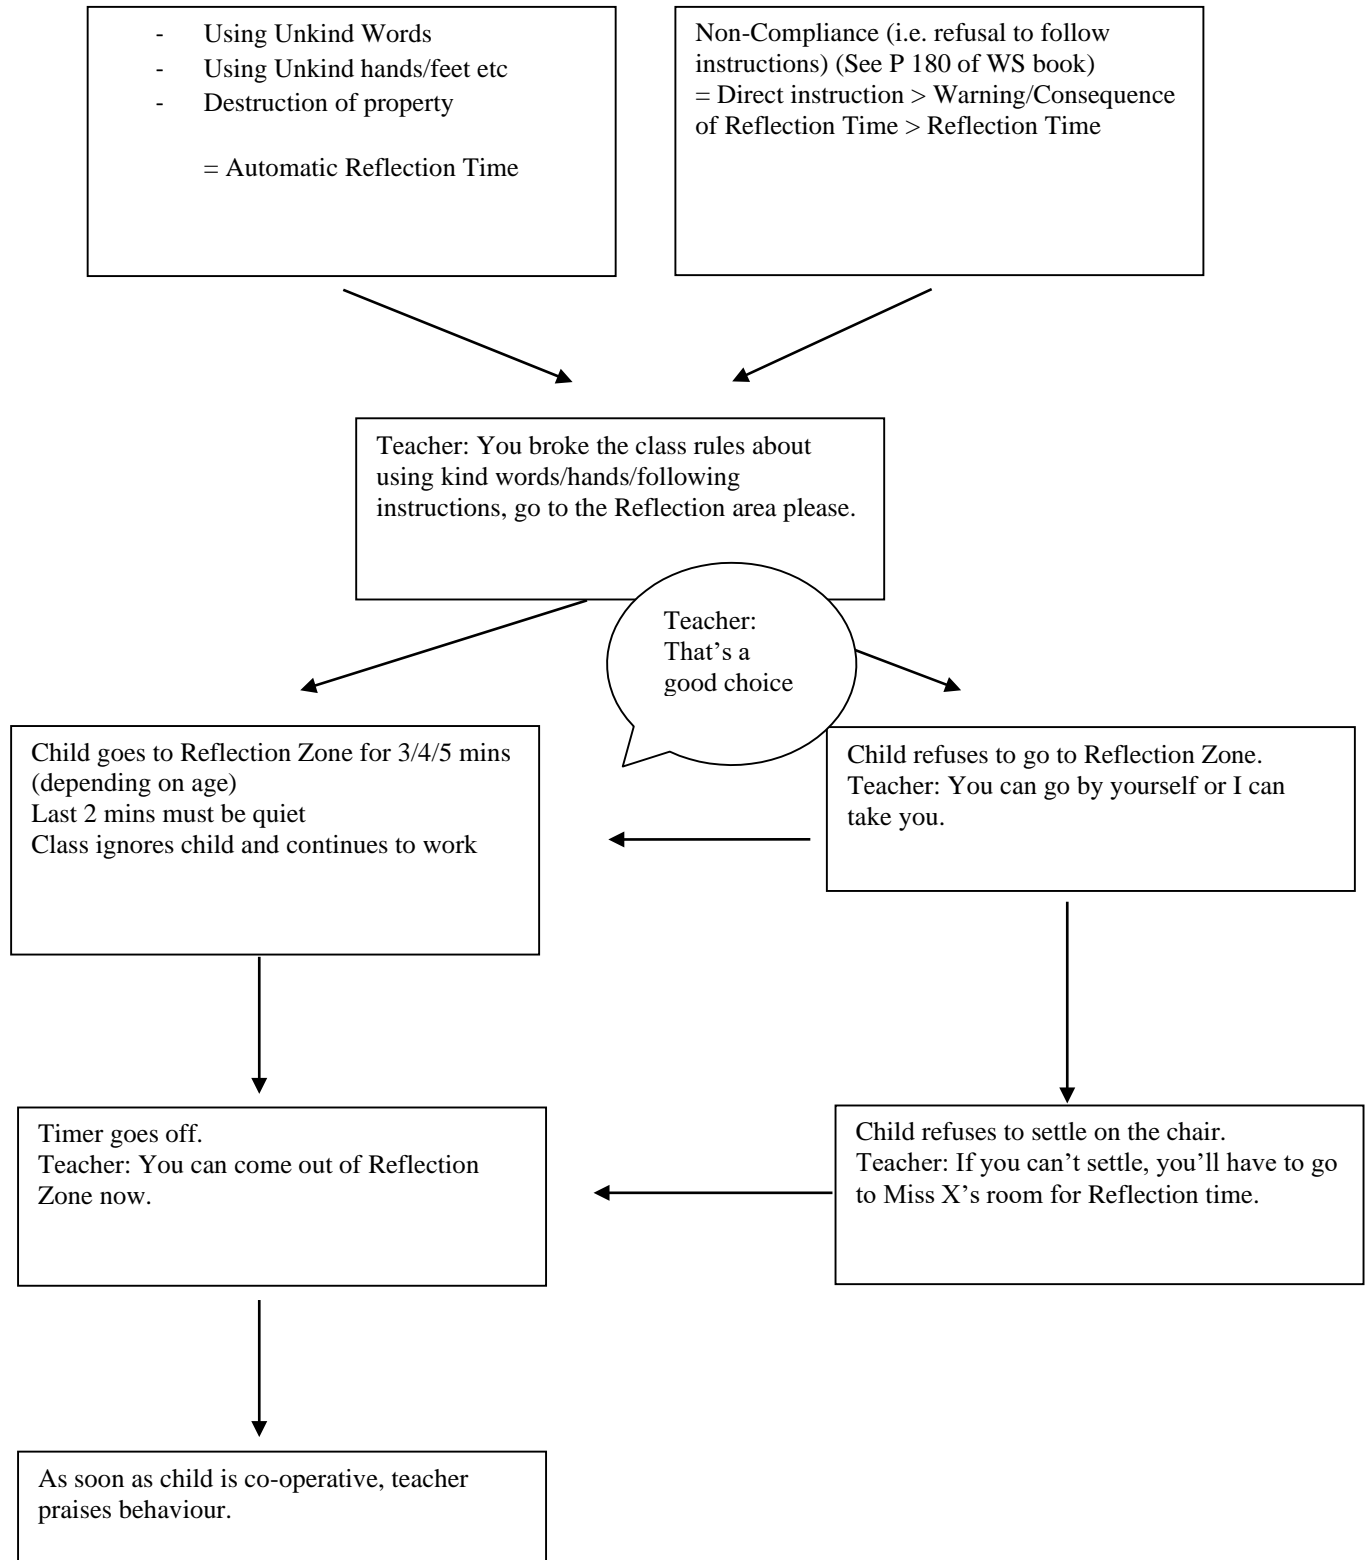 - Using Unkind Words
- Using Unkind hands/feet etc
- Destruction of property
= Automatic Reflection Time
Non-Compliance (i.e. refusal to follow
instructions) (See P 180 of WS book)
= Direct instruction > Warning/Consequence
of Reflection Time > Reflection Time
Teacher: You broke the class rules about
using kind words/hands/following
instructions, go to the Reflection area please.
Teacher:
That’s a
good choice
Child goes to Reflection Zone for 3/4/5 mins
(depending on age)
Last 2 mins must be quiet
Class ignores child and continues to work
Child refuses to go to Reflection Zone.
Teacher: You can go by yourself or I can
take you.
Timer goes off.
Teacher: You can come out of Reflection
Zone now.
Child refuses to settle on the chair.
Teacher: If you can’t settle, you’ll have to go
to Miss X’s room for Reflection time.
As soon as child is co-operative, teacher
praises behaviour.